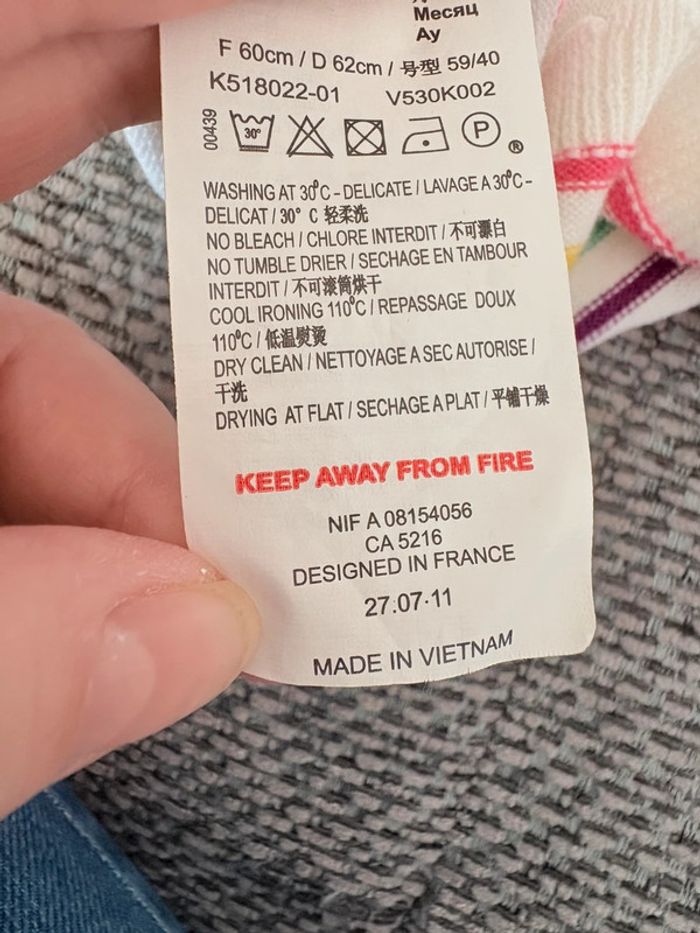 Месяц
Ay
F 60cm / D 62cm / 号型 59/40
K518022-01 V530K002
00439
30° P ®
WASHING AT 30°C - DELICATE / LAVAGE A 30°C -
DELICAT / 30° C 轻柔洗
NO BLEACH / CHLORE INTERDIT / 不可漂白
NO TUMBLE DRIER / SECHAGE EN TAMBOUR
INTERDIT / 不可滚筒烘干
COOL IRONING 110°C / REPASSAGE DOUX
110°C / 低温熨烫
DRY CLEAN / NETTOYAGE A SEC AUTORISE /
干洗
DRYING AT FLAT / SECHAGE A PLAT / 平铺干燥
KEEP AWAY FROM FIRE
NIF A 08154056
CA 5216
DESIGNED IN FRANCE
27.07.11
MADE IN VIETNAM